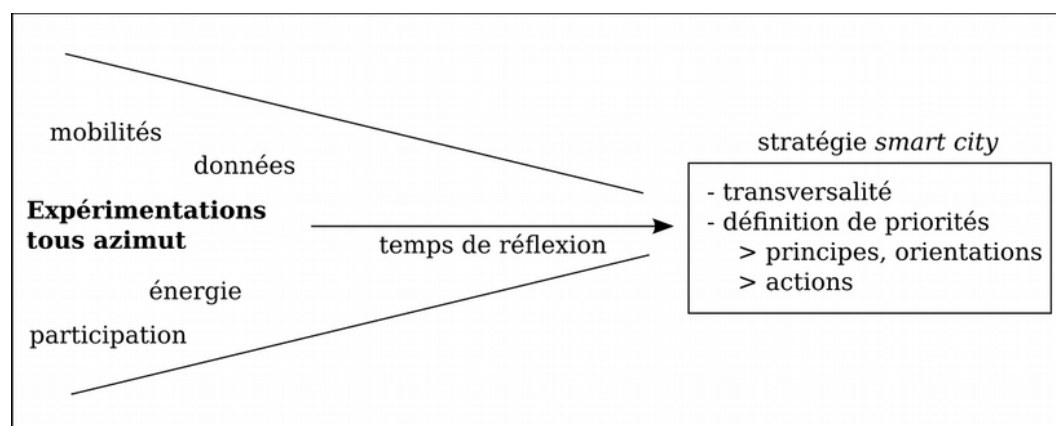 mobilités
données
Expérimentations
tous azimut
énergie
participation
temps de réflexion
stratégie smart city
- transversalité
- définition de priorités
> principes, orientations
> actions